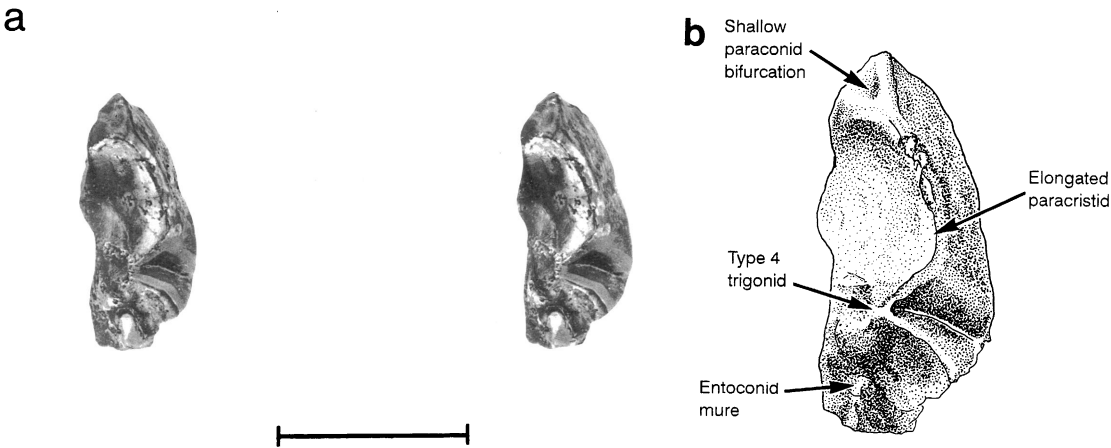 a
b
Shallow
paraconid
bifurcation
Elongated
paracristid
Type 4
trigonid
Entoconid
mure